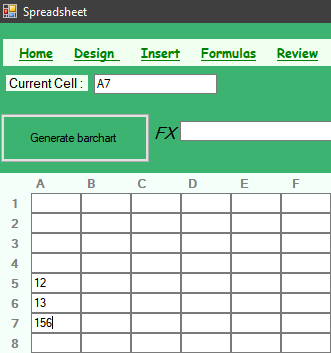 Spreadsheet
Home Design Insert Formulas Review
Current Cell : A7
Generate barchart FX
A B C D E F
1
2
3
4
5 12
6 13
7 156
8